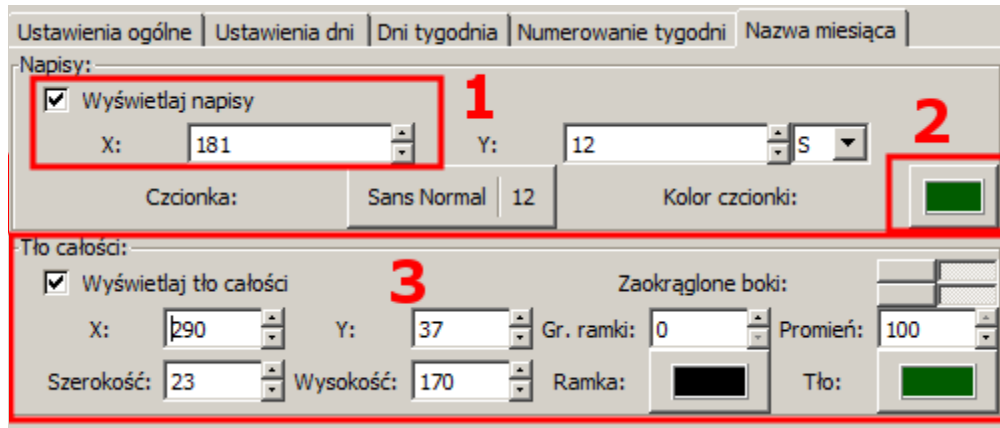 Ustawienia ogólne Ustawienia dni Dni tygodnia Numerowanie tygodni Nazwa miesiąca
Napisy:
Wyświetlaj napisy 1 2
X: 181 Y: 12 S
Czcionka: Sans Normal 12 Kolor czcionki:
Tło całości:
Wyświetlaj tło całości 3 Zaokrąglone boki:
X: 290 Y: 37 Gr. ramki: 0 Promień: 100
Szerokość: 23 Wysokość: 170 Ramka: Tło: